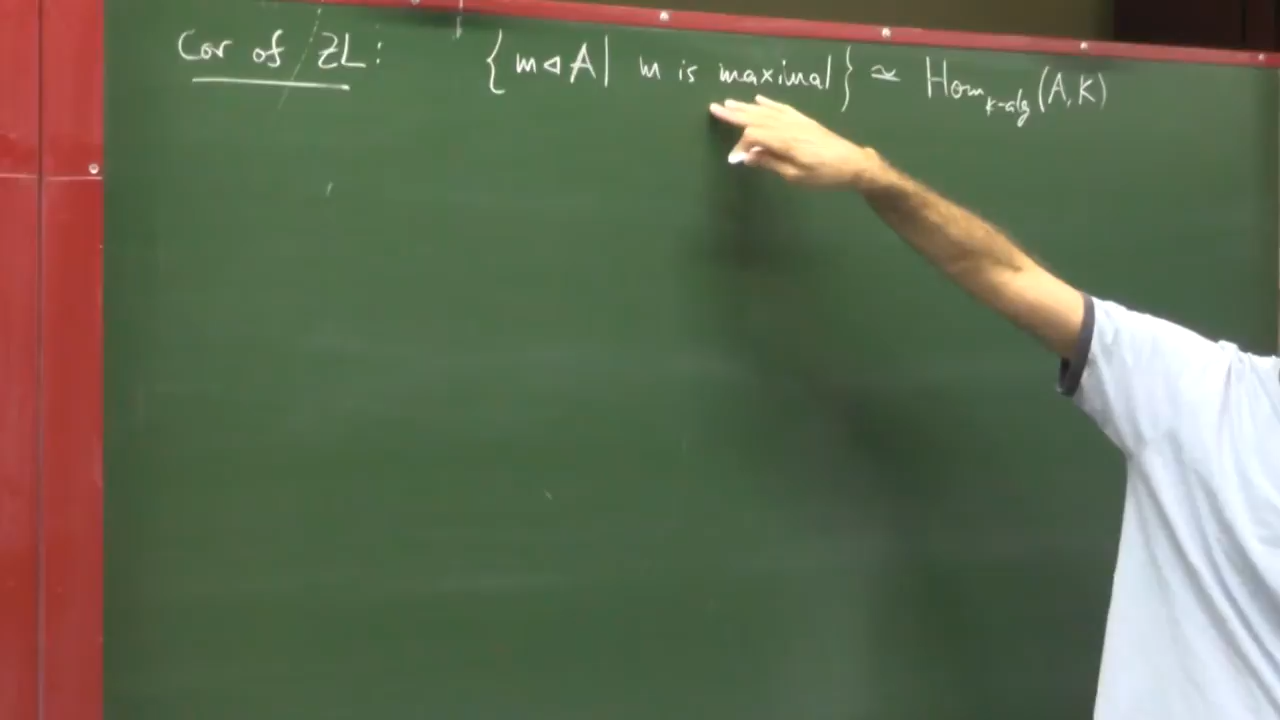 Cor of ZL: { m ⊲ A | m is maximal } ≃ Hom_{K-alg}(A, K)